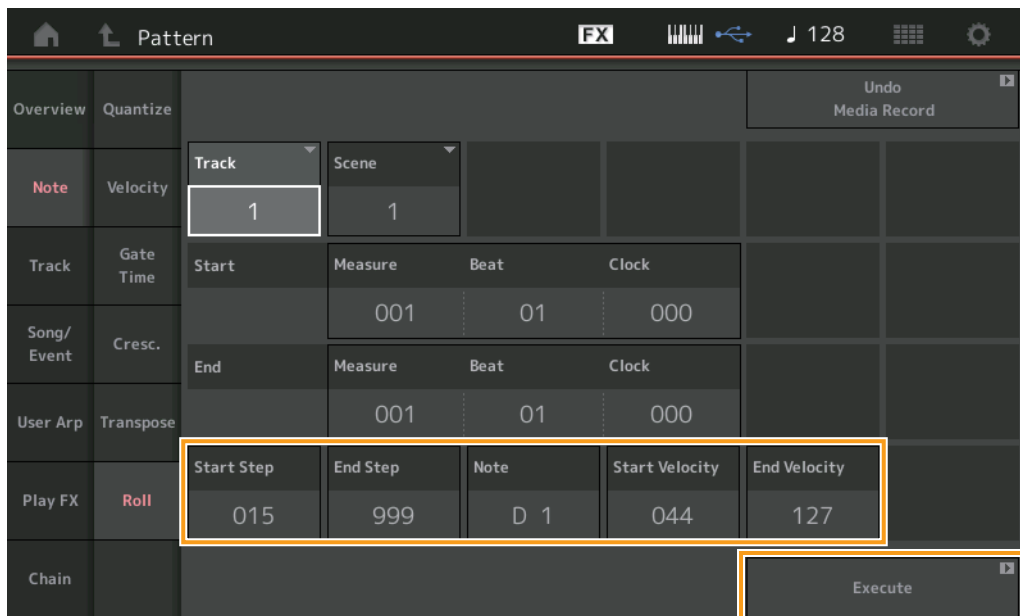 Pattern
FX
128
Overview
Quantize
Undo
Media Record
Note
Velocity
Track
1
Scene
1
Track
Gate
Time
Start
Measure
Beat
Clock
001
01
000
Song/
Event
Cresc.
End
Measure
Beat
Clock
001
01
000
User Arp
Transpose
Play FX
Roll
Start Step
End Step
Note
Start Velocity
End Velocity
015
999
D 1
044
127
Chain
Execute